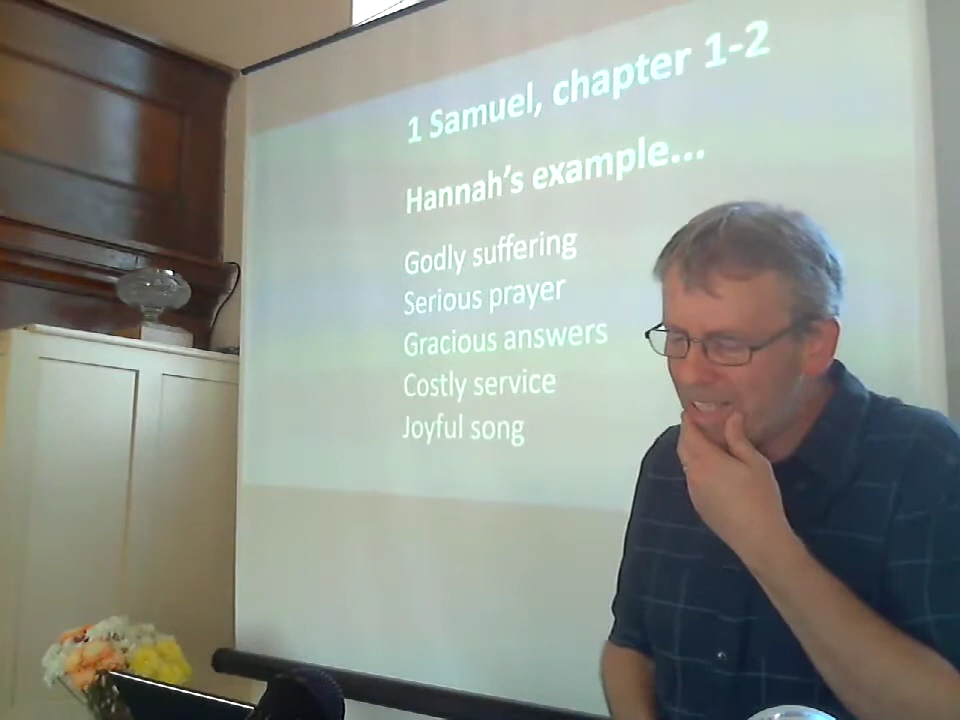 1 Samuel, chapter 1-2
Hannah’s example...
Godly suffering
Serious prayer
Gracious answers
Costly service
Joyful song